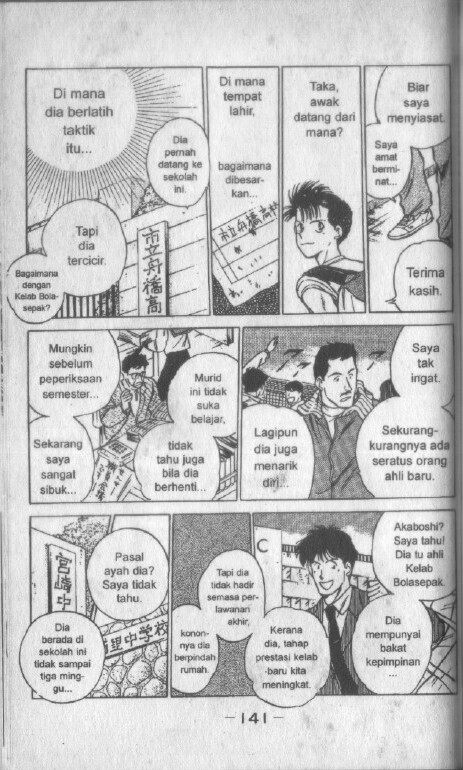 Biar
saya
menyiasat.
Saya
amat
bermi-
nat...
Terima
kasih.
Taka,
awak
datang dari
mana?
Di mana
tempat
lahir,
bagaimana
dibesar-
kan...
Di mana
dia berlatih
taktik
itu...
Dia
pernah
datang ke
sekolah
ini.
市立舟橋高
Tapi
dia
tercicir.
Bagaimana
dengan
Kelab Bola-
sepak?
Saya
tak
ingat.
Sekurang-
kurangnya ada
seratus orang
ahli baru.
Lagipun
dia juga
menarik
diri...
Murid
ini tidak
suka
belajar,
tidak
tahu juga
bila dia
berhenti...
Mungkin
sebelum
peperiksaan
semester...
Sekarang
saya
sangat
sibuk...
Akaboshi?
Saya tahu!
Dia tu ahli
Kelab
Bolasepak.
Dia
mempunyai
bakat
kepimpinan
...
C
Kerana
dia, tahap
prestasi kelab
baru kita
meningkat.
Tapi dia
tidak hadir
semasa per-
lawanan
akhir,
konon-
nya dia
berpindah
rumah.
Pasal
ayah dia?
Saya tidak
tahu.
宮崎中
里中学校
Dia
berada di
sekolah ini
tidak sampai
tiga ming-
gu...
－141－